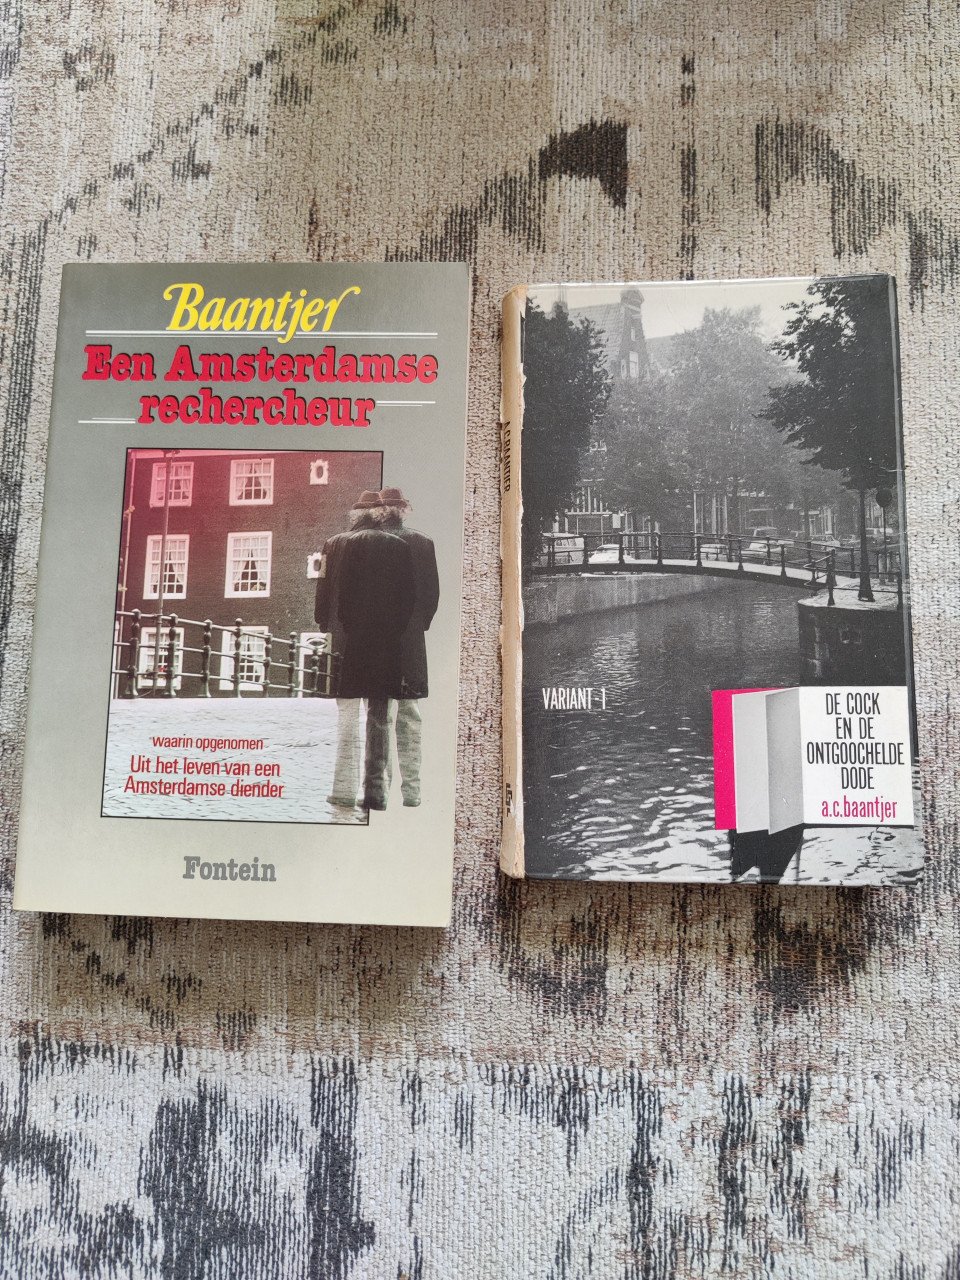 Baantjer
Een Amsterdamse
rechercheur
waarin opgenomen
Uit het leven van een
Amsterdamse diender
Fontein
A.C. BAANTJER
VARIANT-1
DE COCK
EN DE
ONTGOOCHELDE
DODE
a.c.baantjer